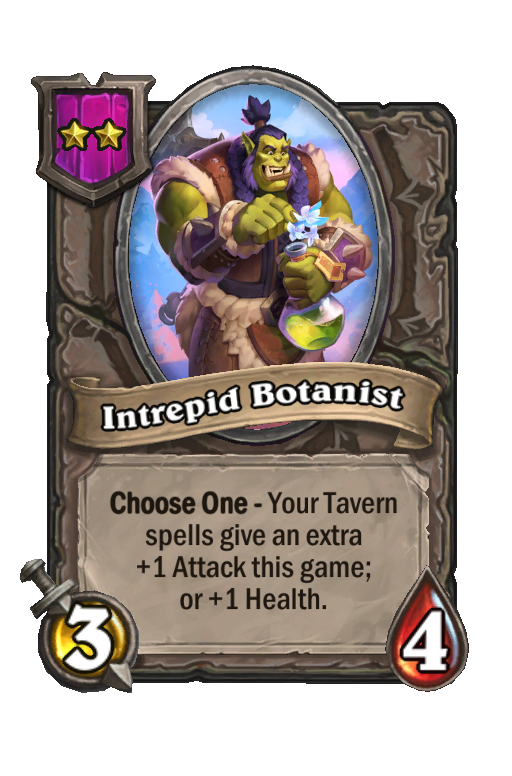 Intrepid Botanist
Choose One - Your Tavern
spells give an extra
+1 Attack this game;
or +1 Health.
3
4